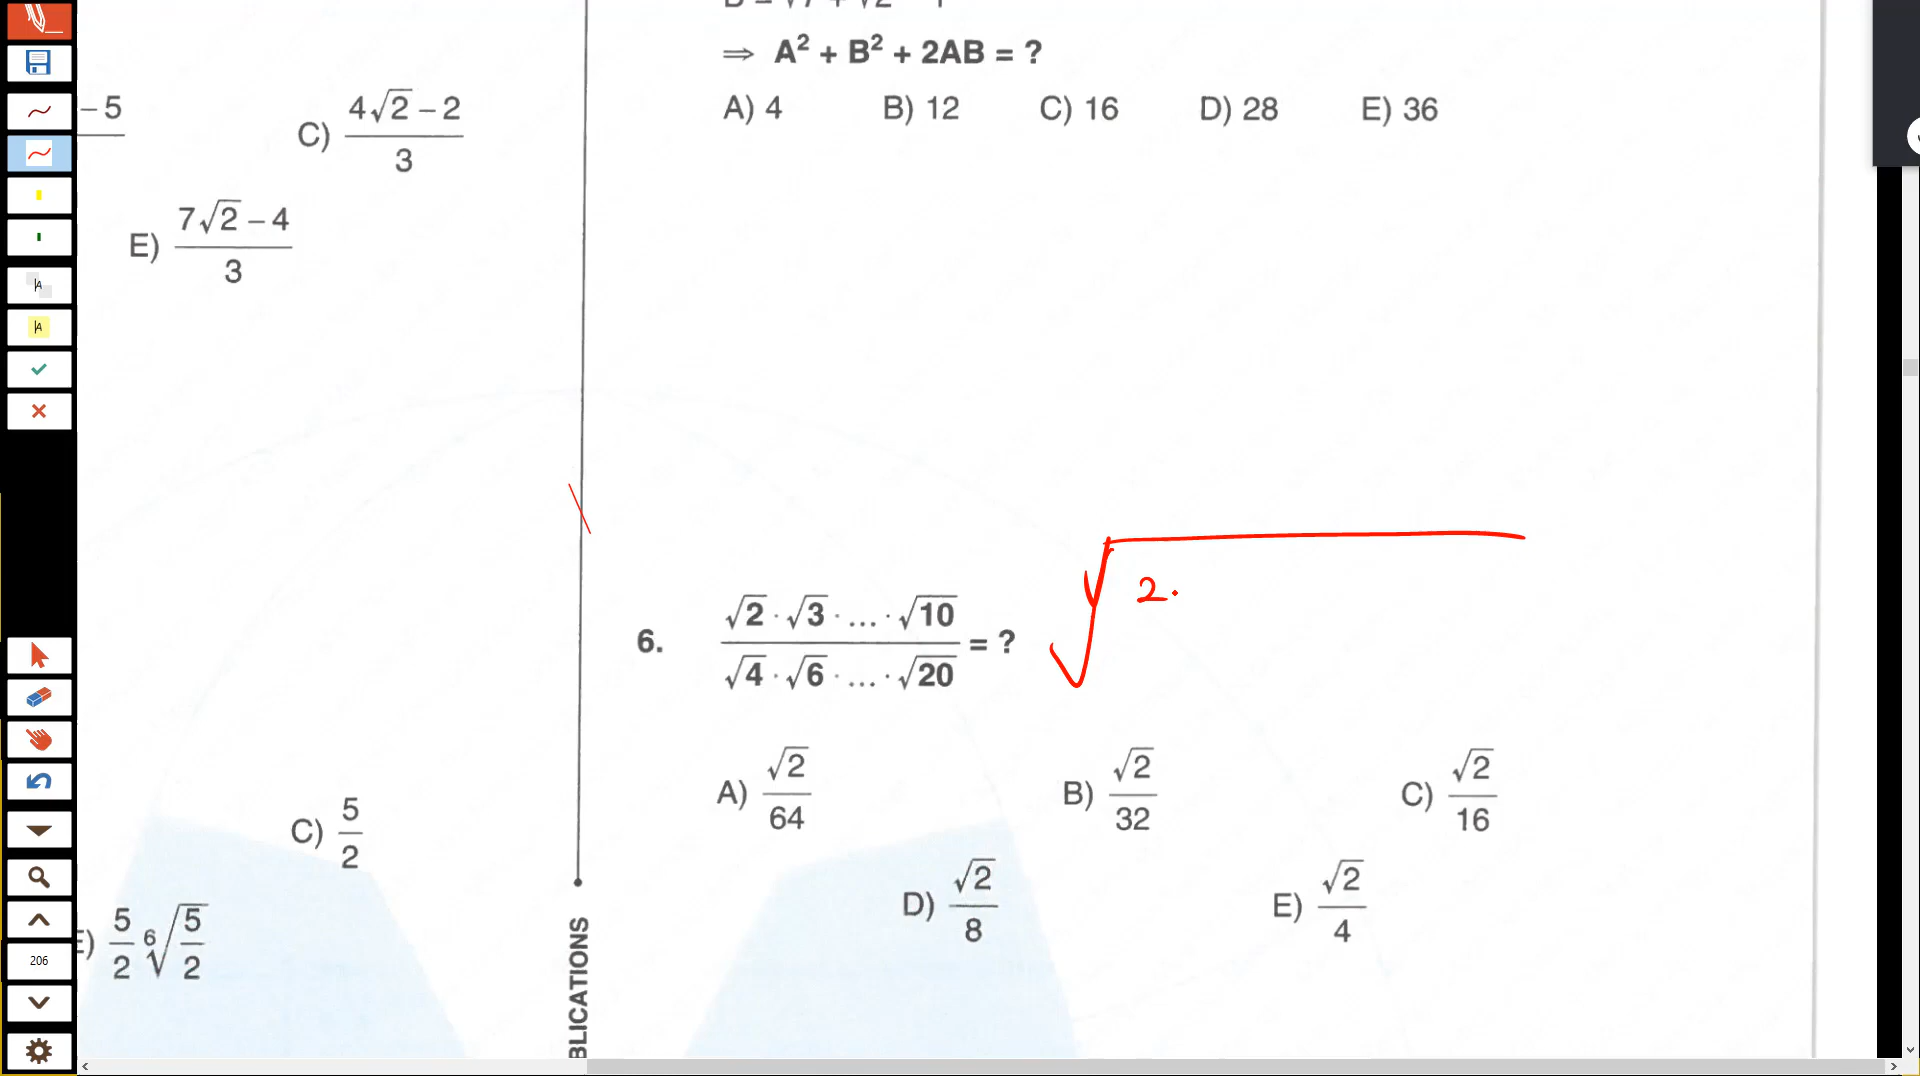 ⇒ A² + B² + 2AB = ?
A) 4 B) 12 C) 16 D) 28 E) 36
– 5
C) 4√2 – 2
3
E) 7√2 – 4
3
2.
6. √2 · √3 · ... · √10 = ?
√4 · √6 · ... · √20
A) √2
64
B) √2
32
C) √2
16
D) √2
8
E) √2
4
C) 5
2
5 ⁶√5
2 2
BLICATIONS
206